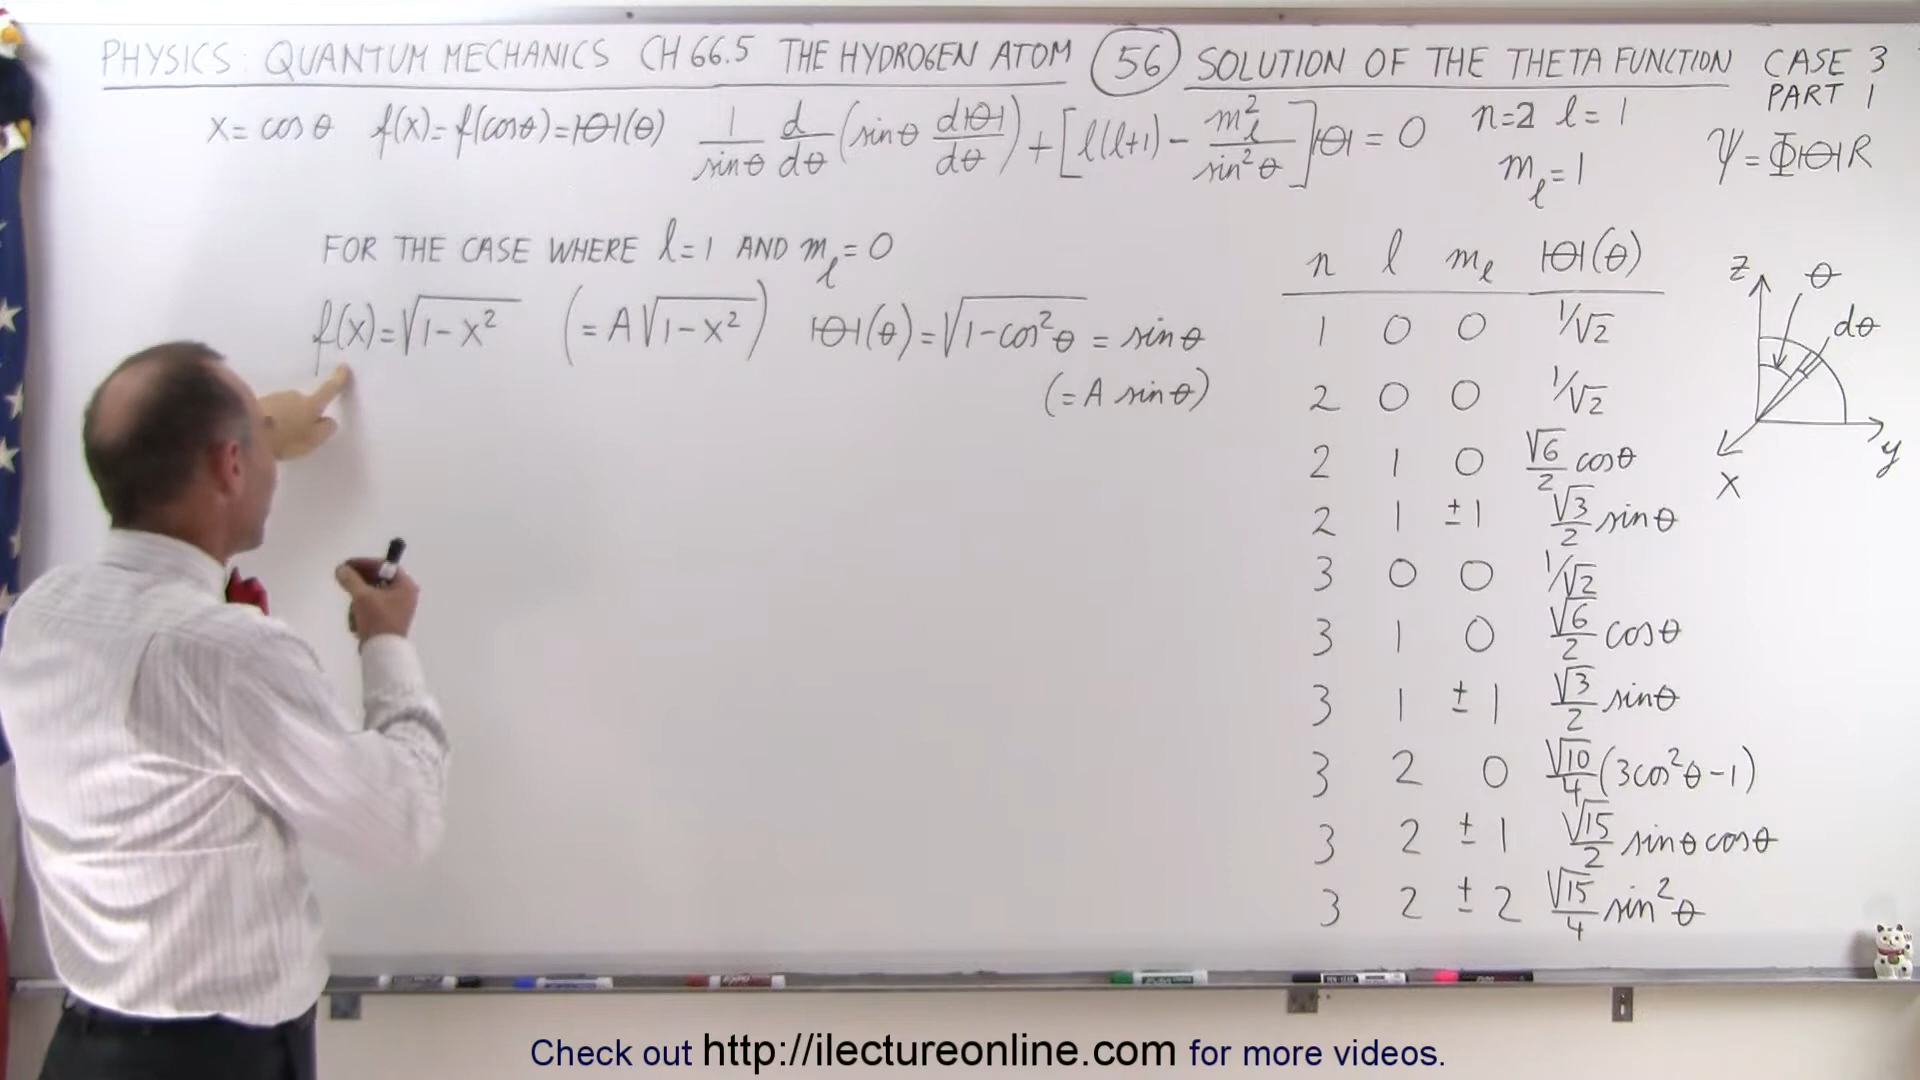 PHYSICS: QUANTUM MECHANICS CH 66.5 THE HYDROGEN ATOM (56) SOLUTION OF THE THETA FUNCTION CASE 3
PART 1
x = cos θ f(x) = f(cosθ) = Θ(θ) 1/sinθ d/dθ (sinθ dΘ/dθ) + [l(l+1) - m_l²/sin²θ] Θ = 0 n=2 l=1
m_l = 1
ψ = ΦΘR
FOR THE CASE WHERE l=1 AND m_l = 0
f(x) = √(1-x²) (= A√(1-x²)) Θ(θ) = √(1-cos²θ) = sinθ
(= A sinθ)
n l m_l Θ(θ)
1 0 0 1/√2
2 0 0 1/√2
2 1 0 √6/2 cosθ
2 1 ±1 √3/2 sinθ
3 0 0 1/√2
3 1 0 √6/2 cosθ
3 1 ±1 √3/2 sinθ
3 2 0 √10/4 (3cos²θ-1)
3 2 ±1 √15/2 sinθcosθ
3 2 ±2 √15/4 sin²θ
z θ
dθ
y
x
Check out http://ilectureonline.com for more videos.